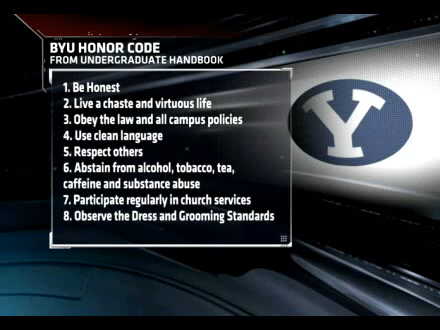 BYU HONOR CODE
FROM UNDERGRADUATE HANDBOOK
1. Be Honest
2. Live a chaste and virtuous life
3. Obey the law and all campus policies
4. Use clean language
5. Respect others
6. Abstain from alcohol, tobacco, tea,
caffeine and substance abuse
7. Participate regularly in church services
8. Observe the Dress and Grooming Standards
Y